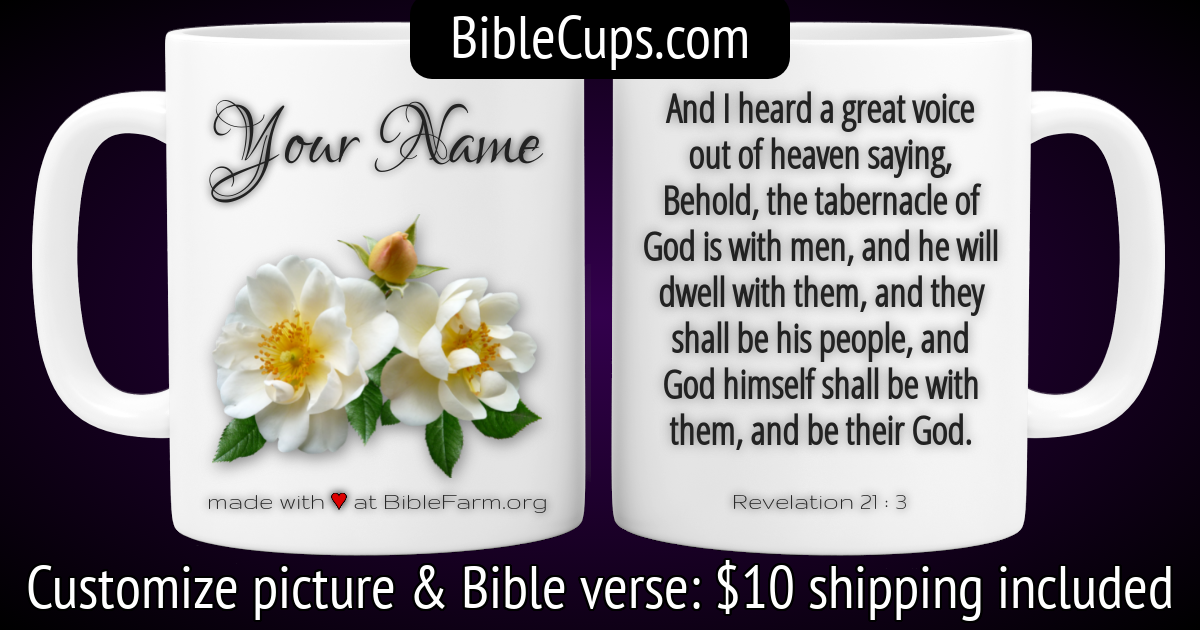 BibleCups.com
Your Name
made with ♥ at BibleFarm.org
And I heard a great voice
out of heaven saying,
Behold, the tabernacle of
God is with men, and he will
dwell with them, and they
shall be his people, and
God himself shall be with
them, and be their God.
Revelation 21 : 3
Customize picture & Bible verse: $10 shipping included